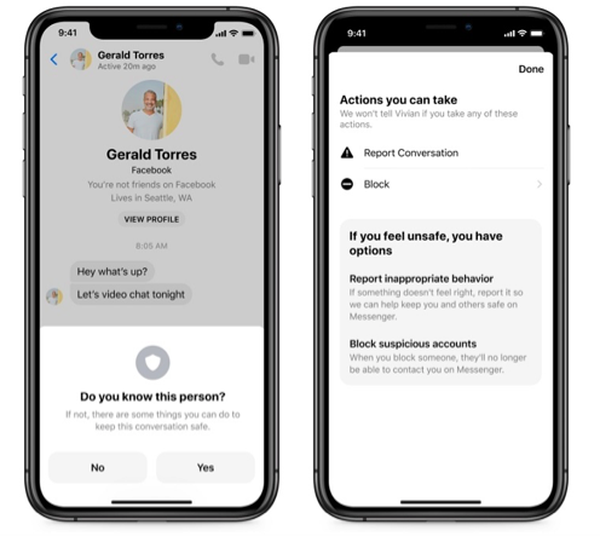 9:41
Gerald Torres
Active 20m ago
Gerald Torres
Facebook
You're not friends on Facebook
Lives in Seattle, WA
VIEW PROFILE
8:05 AM
Hey what's up?
Let's video chat tonight
Do you know this person?
If not, there are some things you can do to
keep this conversation safe.
No Yes
9:41
Done
Actions you can take
We won't tell Vivian if you take any of these
actions.
Report Conversation
Block
If you feel unsafe, you have
options
Report inappropriate behavior
If something doesn't feel right, report it so
we can help keep you and others safe on
Messenger.
Block suspicious accounts
When you block someone, they'll no longer
be able to contact you on Messenger.